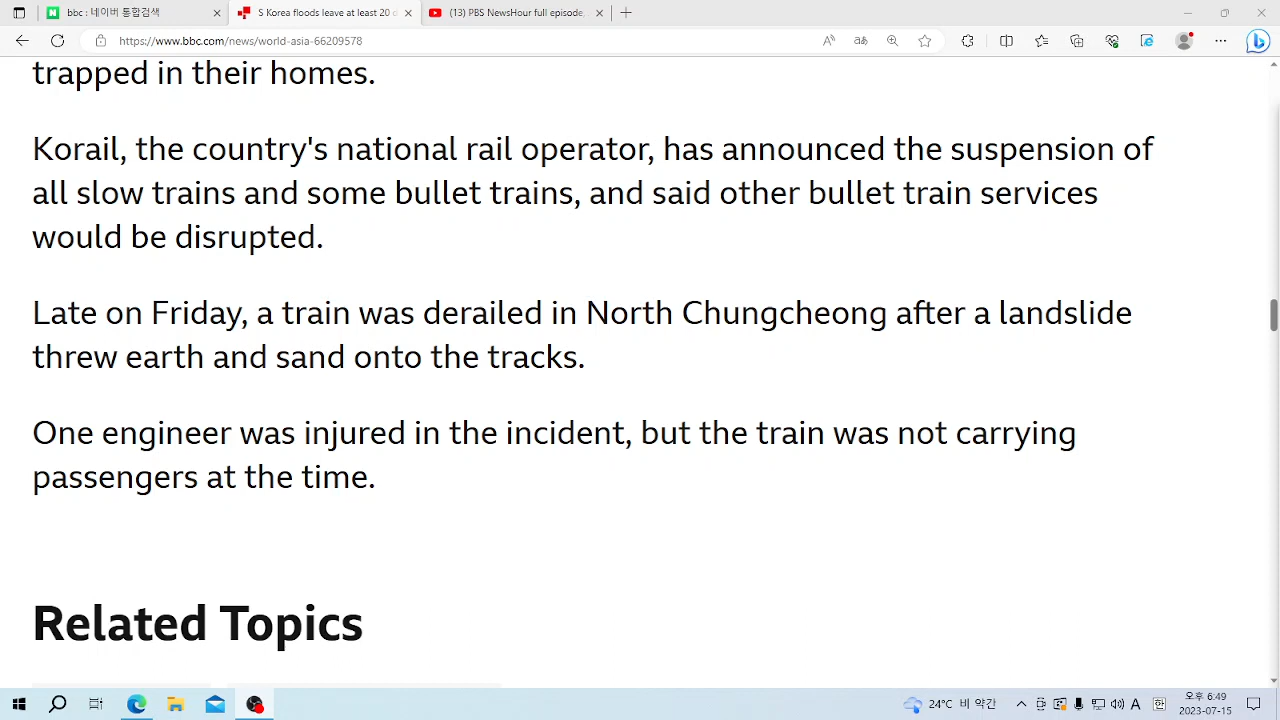 bbc : 네이버 통합검색
S Korea floods leave at least 20 d
(13) PBS NewsHour full episode,
https://www.bbc.com/news/world-asia-66209578
trapped in their homes.
Korail, the country's national rail operator, has announced the suspension of
all slow trains and some bullet trains, and said other bullet train services
would be disrupted.
Late on Friday, a train was derailed in North Chungcheong after a landslide
threw earth and sand onto the tracks.
One engineer was injured in the incident, but the train was not carrying
passengers at the time.
Related Topics
24°C 비 약간
A
오후 6:49
2023-07-15